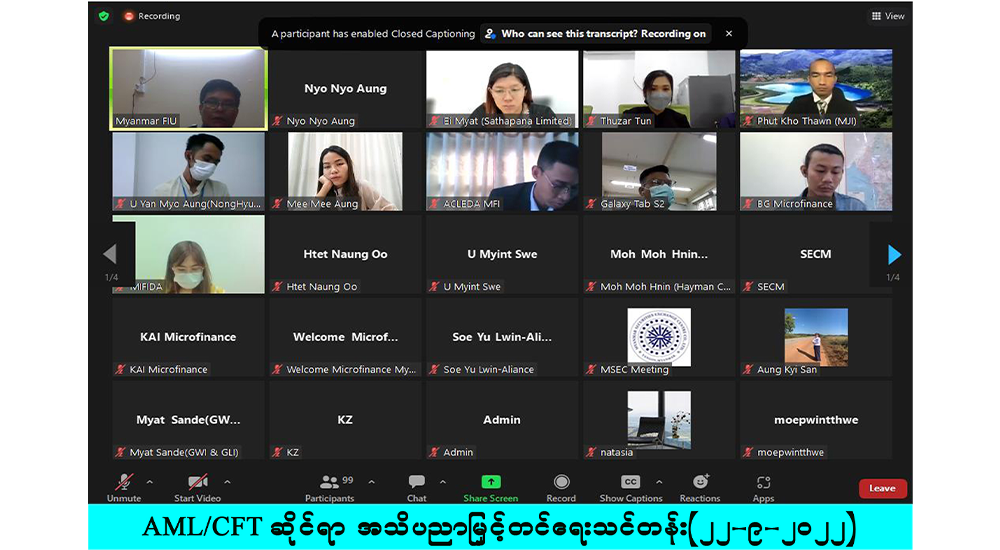 Recording
View
A participant has enabled Closed Captioning
Who can see this transcript? Recording on
Myanmar FIU
Nyo Nyo Aung
Nyo Nyo Aung
Ei Myat (Sathapana Limited)
Thuzar Tun
Phut Kho Thawn (MJI)
U Yan Myo Aung(NongHyu...
Mee Mee Aung
ACLEDA MFI
Galaxy Tab S2
BG Microfinance
1/4
MIFIDA
Htet Naung Oo
Htet Naung Oo
U Myint Swe
U Myint Swe
Moh Moh Hnin...
Moh Moh Hnin (Hayman C...
SECM
SECM
1/4
KAI Microfinance
KAI Microfinance
Welcome Microf...
Welcome Microfinance My...
Soe Yu Lwin-Ali...
Soe Yu Lwin-Aliance
MSEC Meeting
Aung Kyi San
Myat Sande(GW...
Myat Sande(GWI & GLI)
KZ
KZ
Admin
Admin
natasia
moepwintthwe
moepwintthwe
Unmute
Start Video
Participants
99
Chat
Share Screen
Record
CC
Show Captions
Reactions
Apps
Leave
AML/CFT ဆိုင်ရာ အသိပညာမြှင့်တင်ရေးသင်တန်း(၂၂-၉-၂၀၂၂)